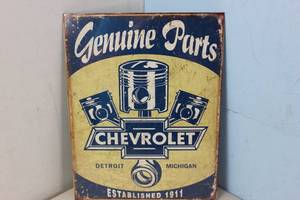 Genuine Parts
CHEVROLET
DETROIT MICHIGAN
ESTABLISHED 1911